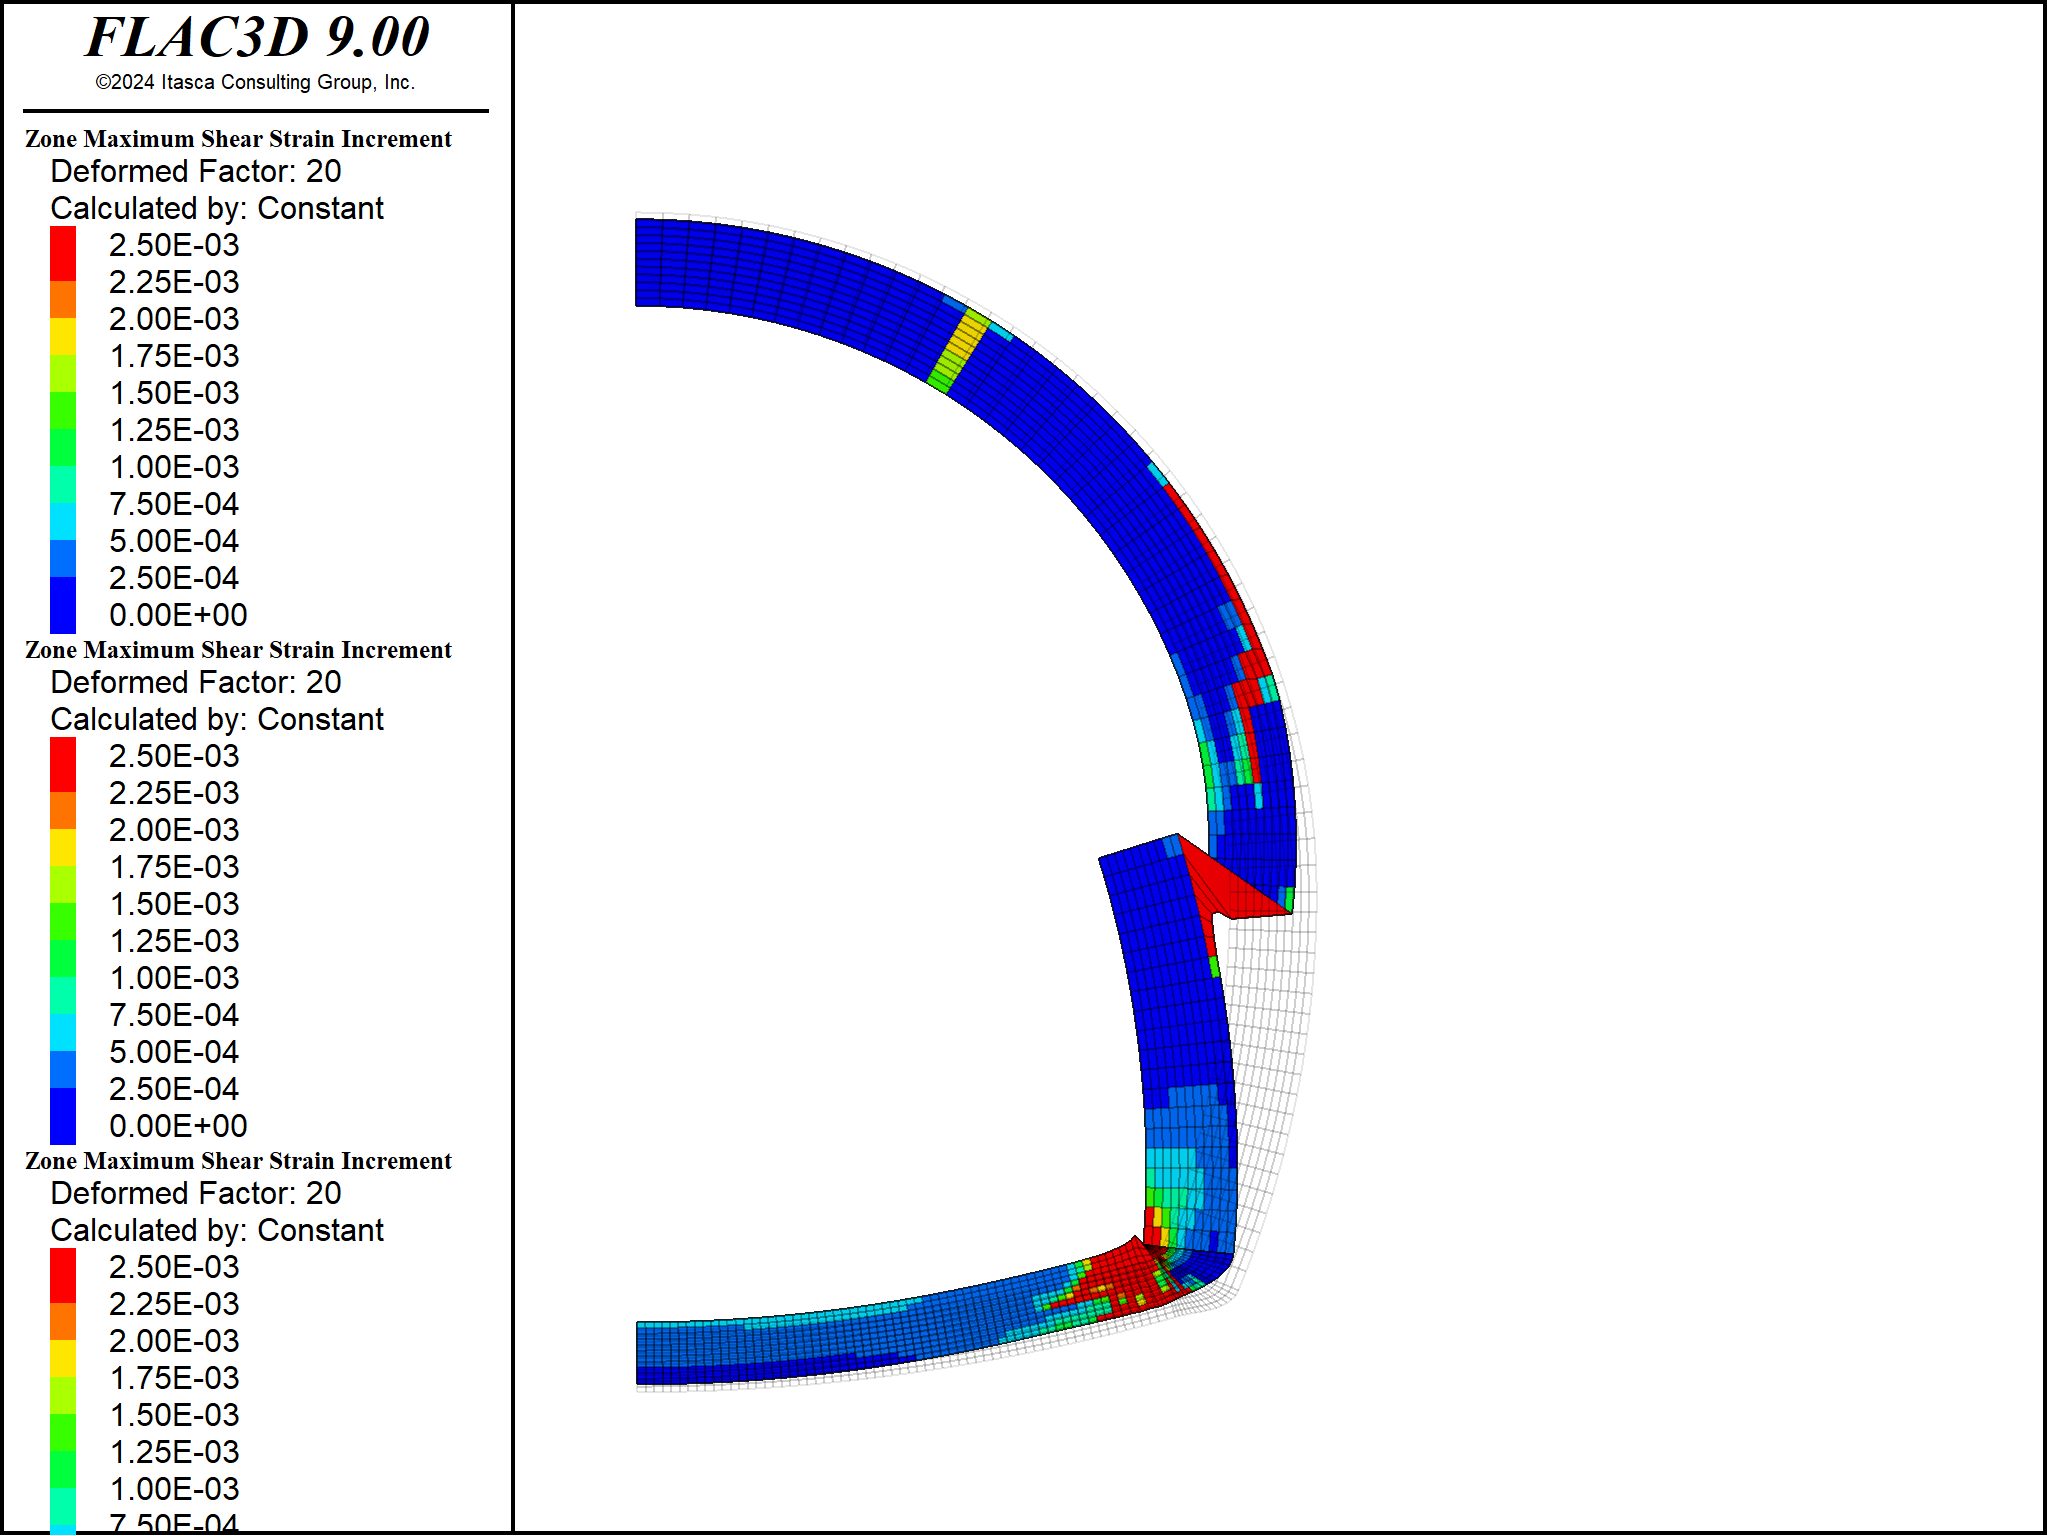 FLAC3D 9.00
©2024 Itasca Consulting Group, Inc.
Zone Maximum Shear Strain Increment
Deformed Factor: 20
Calculated by: Constant
2.50E-03
2.25E-03
2.00E-03
1.75E-03
1.50E-03
1.25E-03
1.00E-03
7.50E-04
5.00E-04
2.50E-04
0.00E+00
Zone Maximum Shear Strain Increment
Deformed Factor: 20
Calculated by: Constant
2.50E-03
2.25E-03
2.00E-03
1.75E-03
1.50E-03
1.25E-03
1.00E-03
7.50E-04
5.00E-04
2.50E-04
0.00E+00
Zone Maximum Shear Strain Increment
Deformed Factor: 20
Calculated by: Constant
2.50E-03
2.25E-03
2.00E-03
1.75E-03
1.50E-03
1.25E-03
1.00E-03
7.50E-04